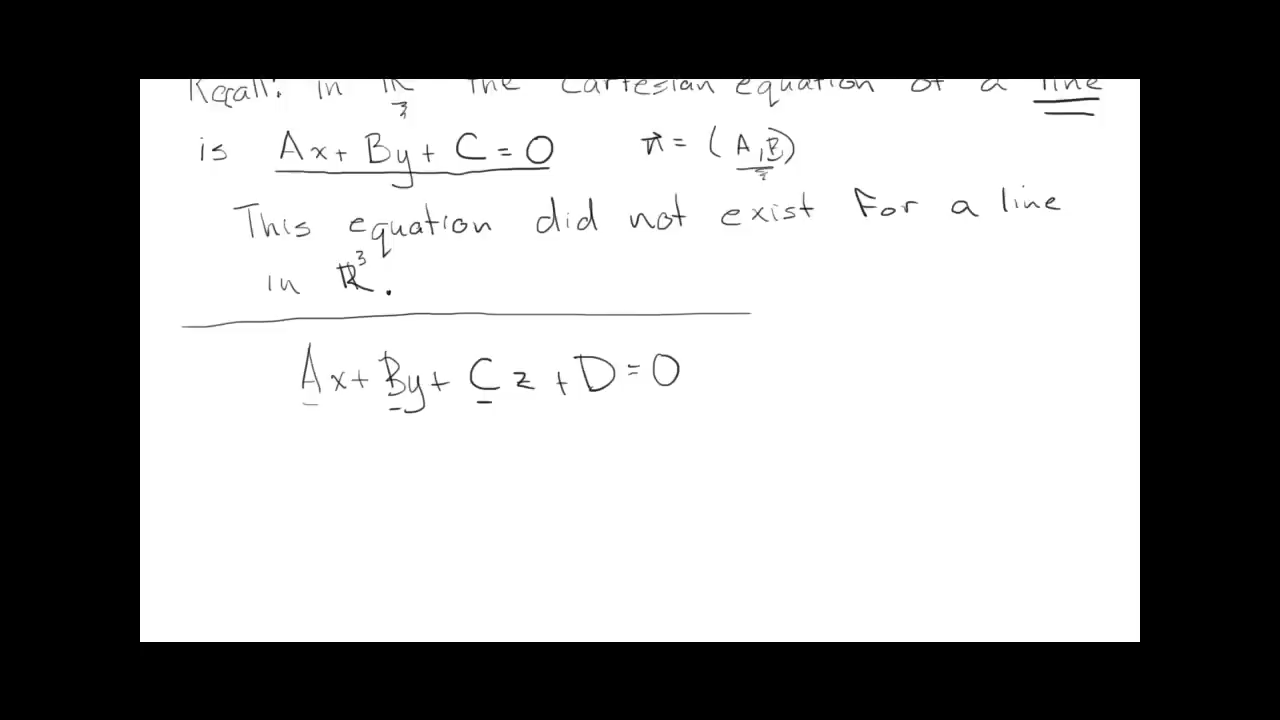 Recall: in ℝ the Cartesian equation of a line
is Ax + By + C = 0 n⃗ = (A, B)
This equation did not exist for a line
in ℝ³.
Ax + By + Cz + D = 0